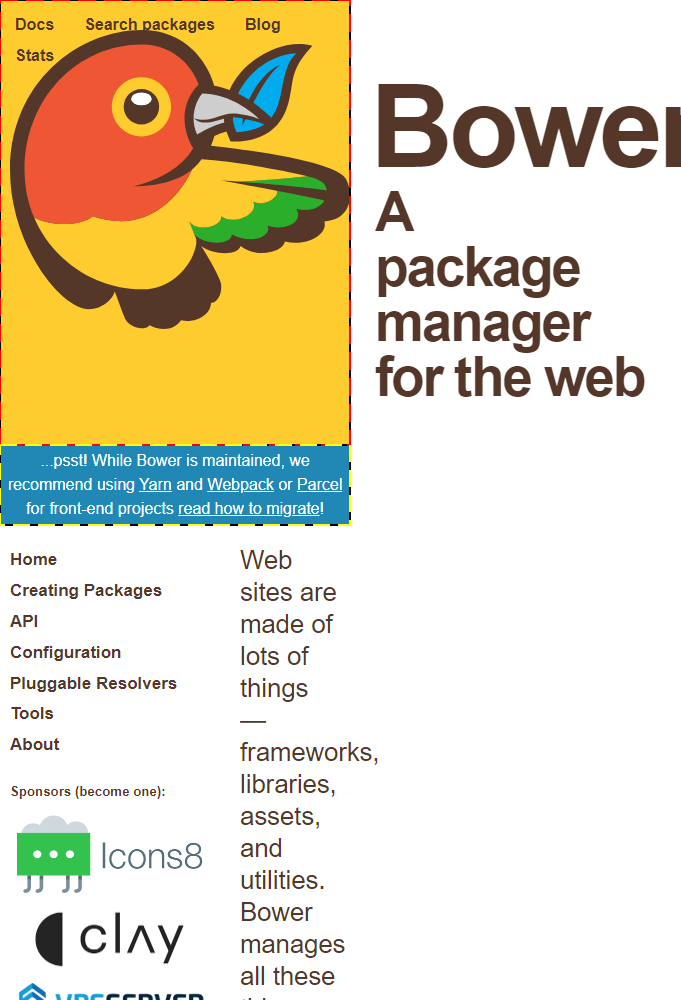 Docs Search packages Blog
Stats
Bower
A
package
manager
for the web
...psst! While Bower is maintained, we
recommend using Yarn and Webpack or Parcel
for front-end projects read how to migrate!
Home
Creating Packages
API
Configuration
Pluggable Resolvers
Tools
About
Sponsors (become one):
Icons8
clay
VPSSERVER
Web
sites are
made of
lots of
things
—
frameworks,
libraries,
assets,
and
utilities.
Bower
manages
all these